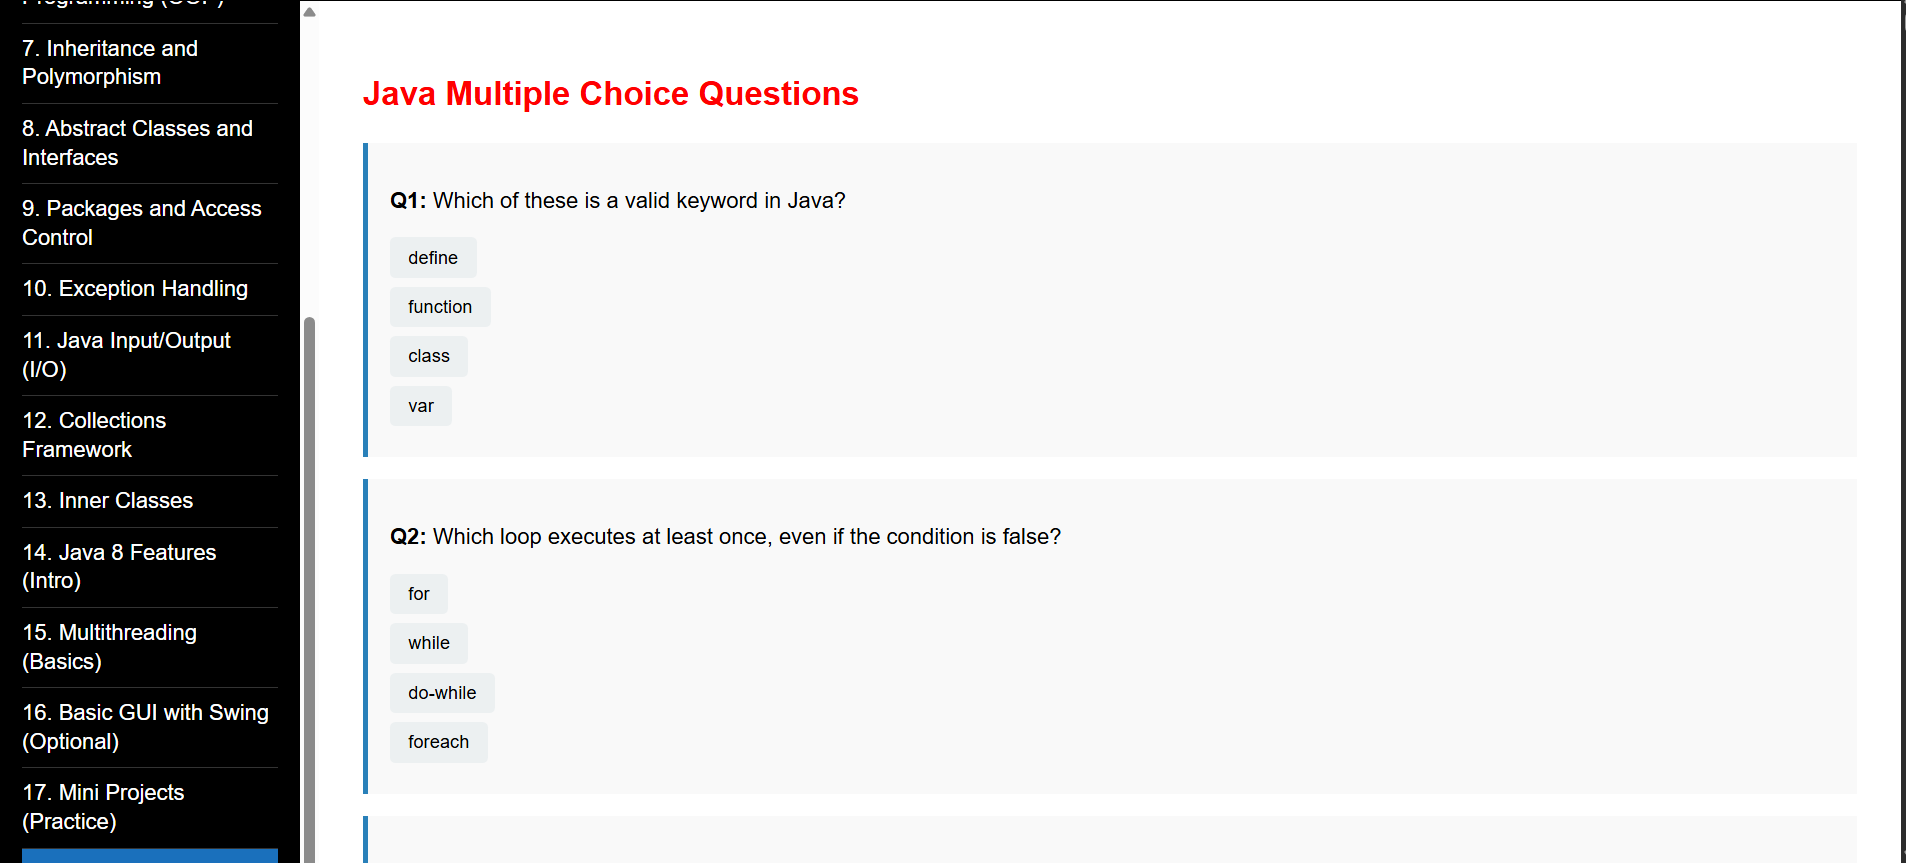 7. Inheritance and
Polymorphism
8. Abstract Classes and
Interfaces
9. Packages and Access
Control
10. Exception Handling
11. Java Input/Output
(I/O)
12. Collections
Framework
13. Inner Classes
14. Java 8 Features
(Intro)
15. Multithreading
(Basics)
16. Basic GUI with Swing
(Optional)
17. Mini Projects
(Practice)
Java Multiple Choice Questions
Q1: Which of these is a valid keyword in Java?
define
function
class
var
Q2: Which loop executes at least once, even if the condition is false?
for
while
do-while
foreach